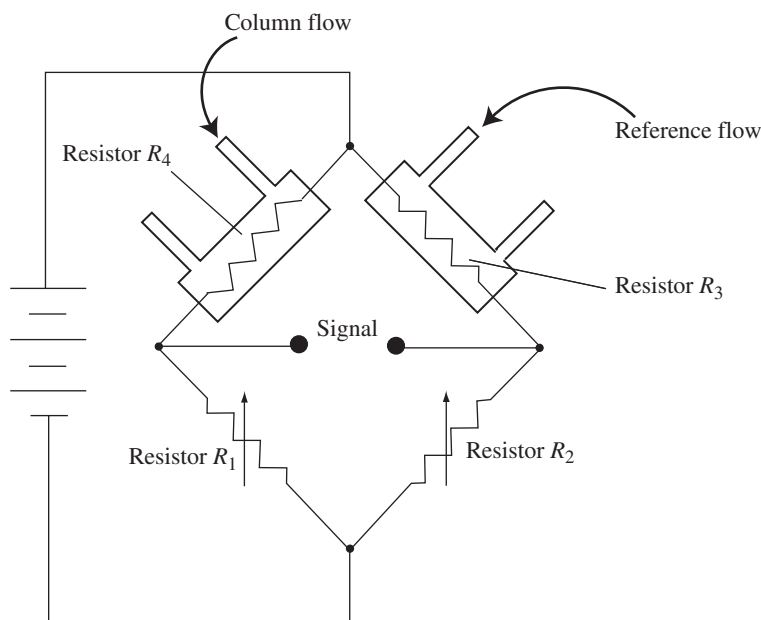 Column flow
Reference flow
Resistor R4
Resistor R3
Signal
Resistor R1
Resistor R2